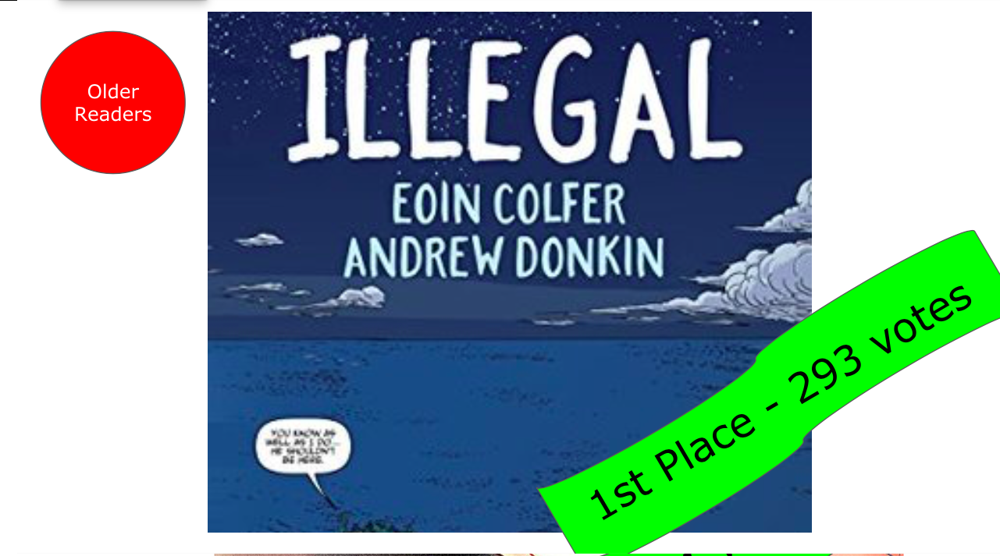 Older
Readers
ILLEGAL
EOIN COLFER
ANDREW DONKIN
YOU KNOW AS
WELL AS I DO...
HE SHOULDN'T
BE HERE.
1st Place - 293 votes